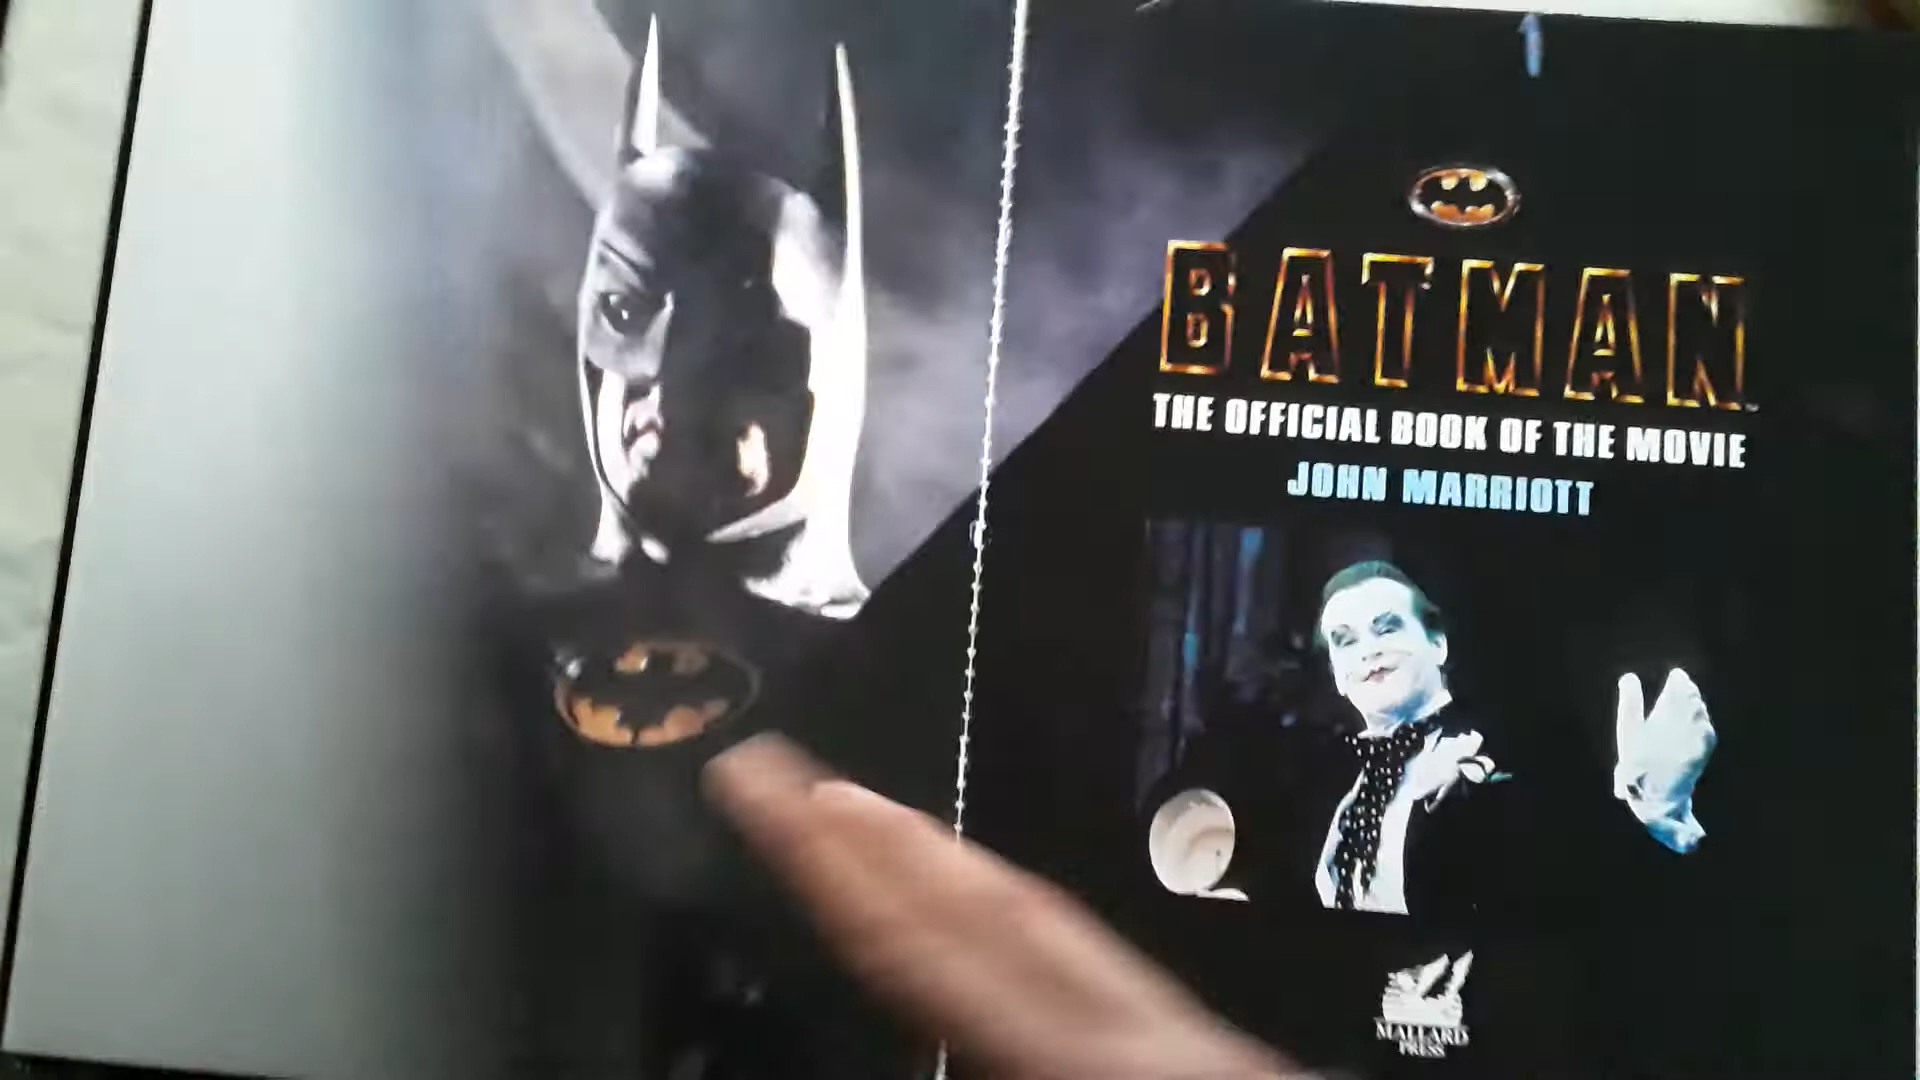 BATMAN
THE OFFICIAL BOOK OF THE MOVIE
JOHN MARRIOTT
MALLARD
PRESS